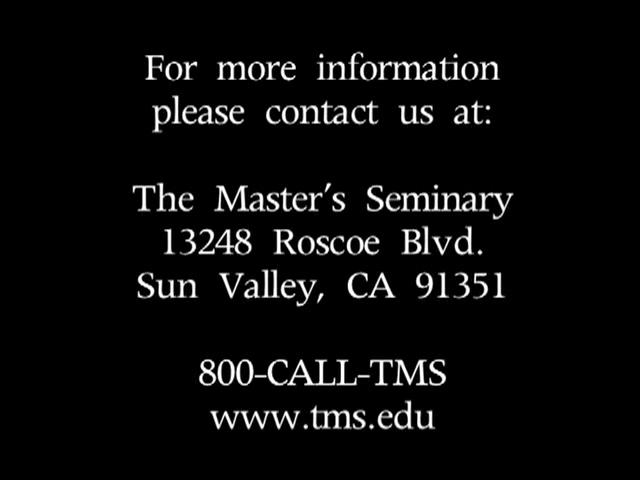 For more information
please contact us at:
The Master's Seminary
13248 Roscoe Blvd.
Sun Valley, CA 91351
800-CALL-TMS
www.tms.edu